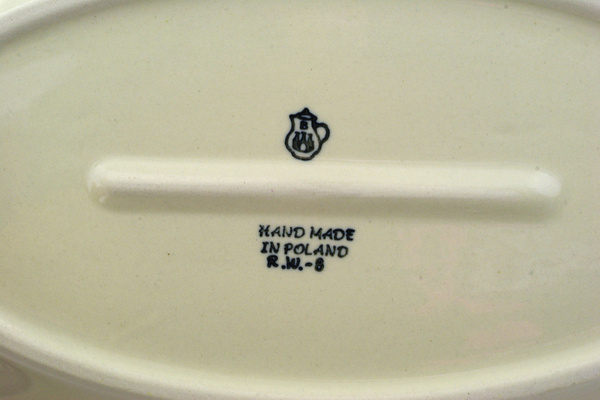 B
HAND MADE
IN POLAND
R.W.-8